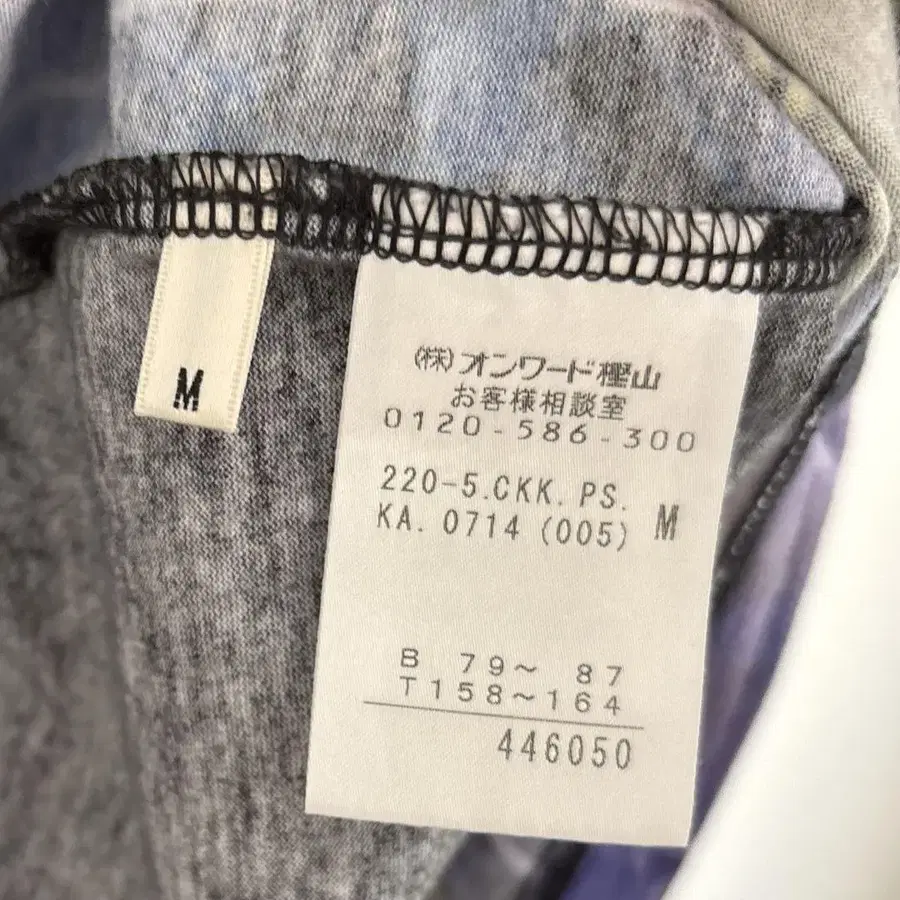 M
(株)オンワード樫山
お客様相談室
0120-586-300
220-5.CKK. PS. M
KA. 0714 (005)
B 79～ 87
T158～164
446050